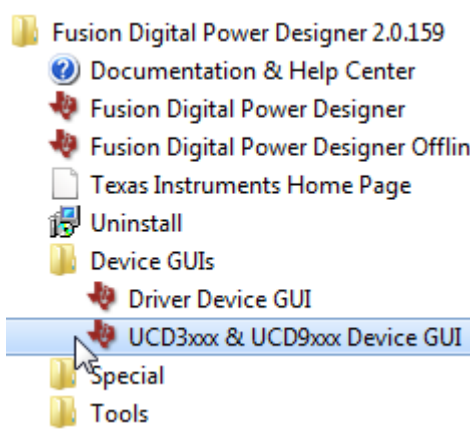 Fusion Digital Power Designer 2.0.159
Documentation & Help Center
Fusion Digital Power Designer
Fusion Digital Power Designer Offlin
Texas Instruments Home Page
Uninstall
Device GUIs
Driver Device GUI
UCD3xxx & UCD9xxx Device GUI
Special
Tools